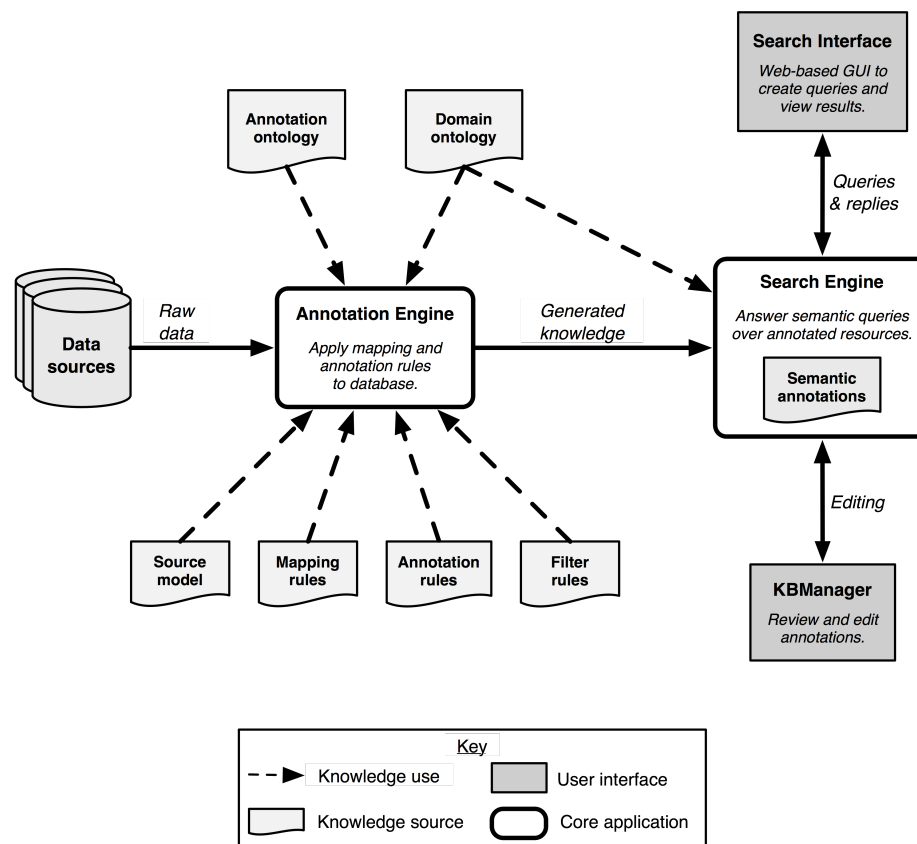 Search Interface
Web-based GUI to
create queries and
view results.
Annotation
ontology
Domain
ontology
Queries
& replies
Data
sources
Raw
data
Annotation Engine
Apply mapping and
annotation rules
to database.
Generated
knowledge
Search Engine
Answer semantic queries
over annotated resources.
Semantic
annotations
Editing
Source
model
Mapping
rules
Annotation
rules
Filter
rules
KBManager
Review and edit
annotations.
Key
Knowledge use
User interface
Knowledge source
Core application